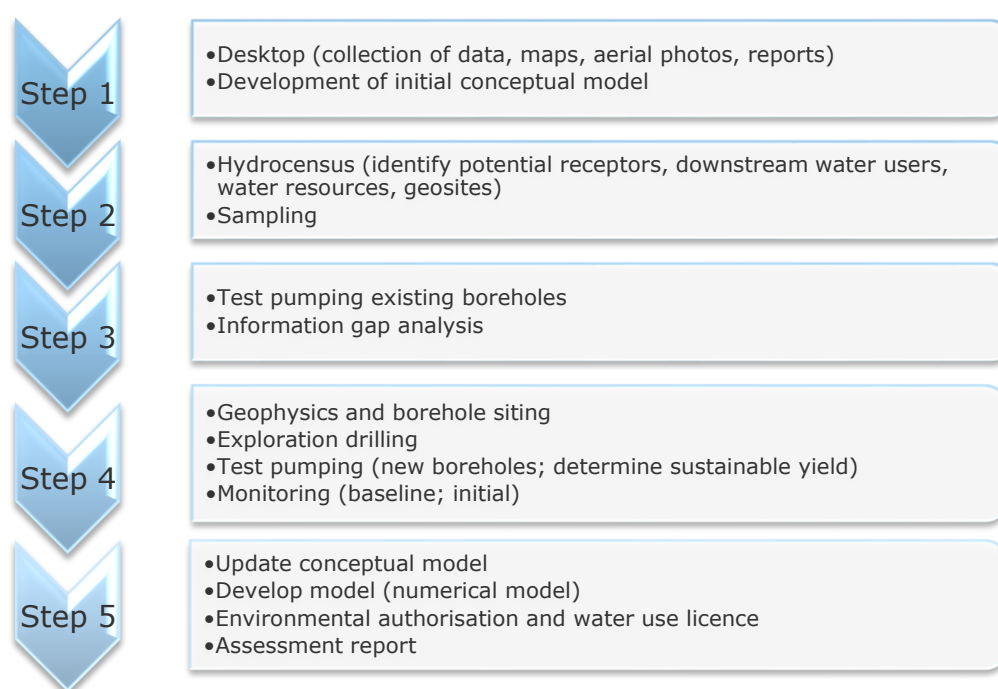 Step 1
•Desktop (collection of data, maps, aerial photos, reports)
•Development of initial conceptual model
Step 2
•Hydrocensus (identify potential receptors, downstream water users,
water resources, geosites)
•Sampling
Step 3
•Test pumping existing boreholes
•Information gap analysis
Step 4
•Geophysics and borehole siting
•Exploration drilling
•Test pumping (new boreholes; determine sustainable yield)
•Monitoring (baseline; initial)
Step 5
•Update conceptual model
•Develop model (numerical model)
•Environmental authorisation and water use licence
•Assessment report